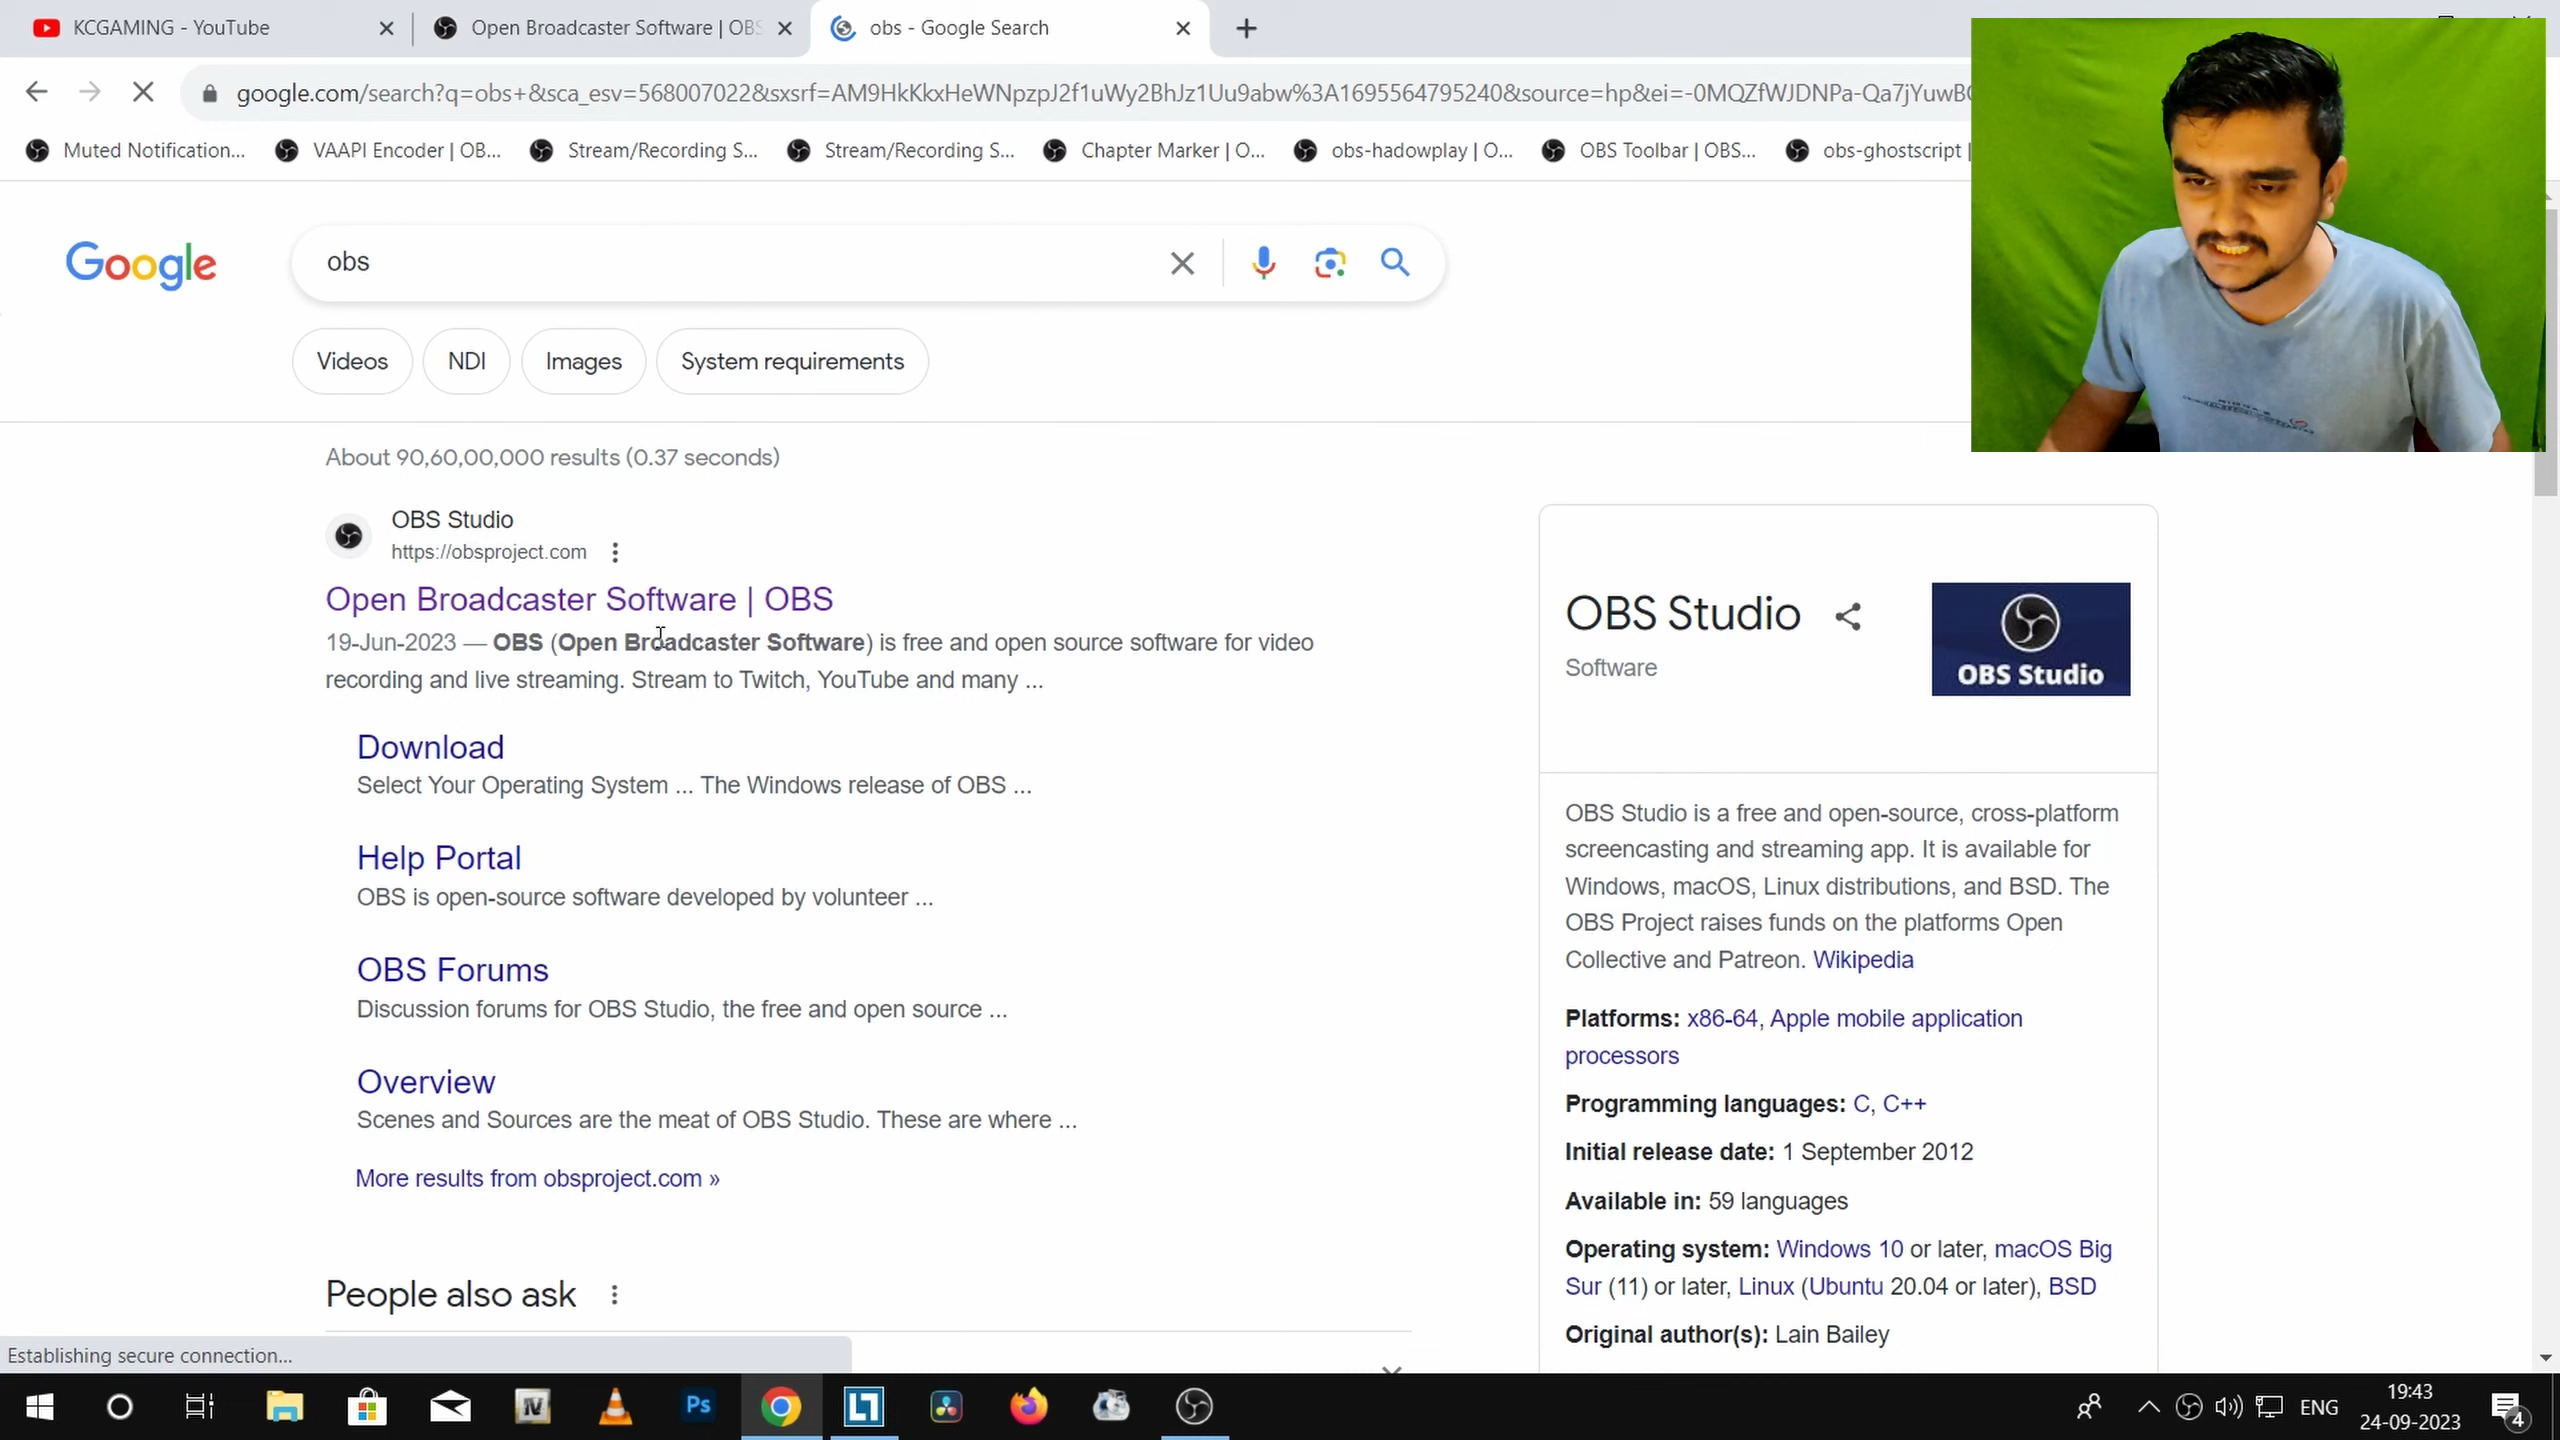 KCGAMING - YouTube
Open Broadcaster Software | OBS
obs - Google Search
google.com/search?q=obs+&sca_esv=568007022&sxsrf=AM9HkKkxHeWNpzpJ2f1uWy2BhJz1Uu9abw%3A1695564795240&source=hp&ei=-0MQZfWJDNPa-Qa7jYuwB
Muted Notification...
VAAPI Encoder | OB...
Stream/Recording S...
Stream/Recording S...
Chapter Marker | O...
obs-hadowplay | O...
OBS Toolbar | OBS...
obs-ghostscript |
Google
obs
Videos
NDI
Images
System requirements
About 90,60,00,000 results (0.37 seconds)
OBS Studio
https://obsproject.com
Open Broadcaster Software | OBS
19-Jun-2023 — OBS (Open Broadcaster Software) is free and open source software for video
recording and live streaming. Stream to Twitch, YouTube and many ...
Download
Select Your Operating System ... The Windows release of OBS ...
Help Portal
OBS is open-source software developed by volunteer ...
OBS Forums
Discussion forums for OBS Studio, the free and open source ...
Overview
Scenes and Sources are the meat of OBS Studio. These are where ...
More results from obsproject.com »
People also ask
OBS Studio
Software
OBS Studio
OBS Studio is a free and open-source, cross-platform
screencasting and streaming app. It is available for
Windows, macOS, Linux distributions, and BSD. The
OBS Project raises funds on the platforms Open
Collective and Patreon. Wikipedia
Platforms: x86-64, Apple mobile application
processors
Programming languages: C, C++
Initial release date: 1 September 2012
Available in: 59 languages
Operating system: Windows 10 or later, macOS Big
Sur (11) or later, Linux (Ubuntu 20.04 or later), BSD
Original author(s): Lain Bailey
Establishing secure connection...
Ps
ENG
19:43
24-09-2023
4